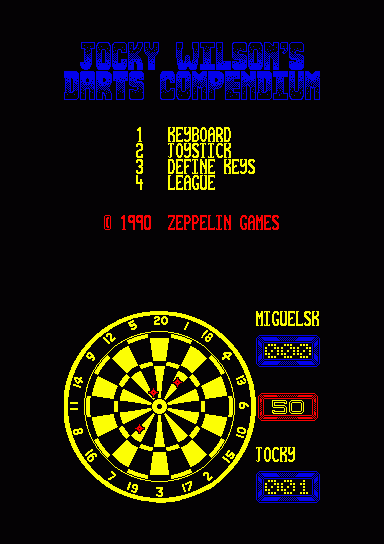 JOCKY WILSON'S
DARTS COMPENDIUM
1 KEYBOARD
2 JOYSTICK
3 DEFINE KEYS
4 LEAGUE
© 1990 ZEPPELIN GAMES
20
5 1
12 18
9 4
14 13
11 6
8 10
16 15
7 2
19 17
3
MIGUELSK
000
50
JOCKY
001